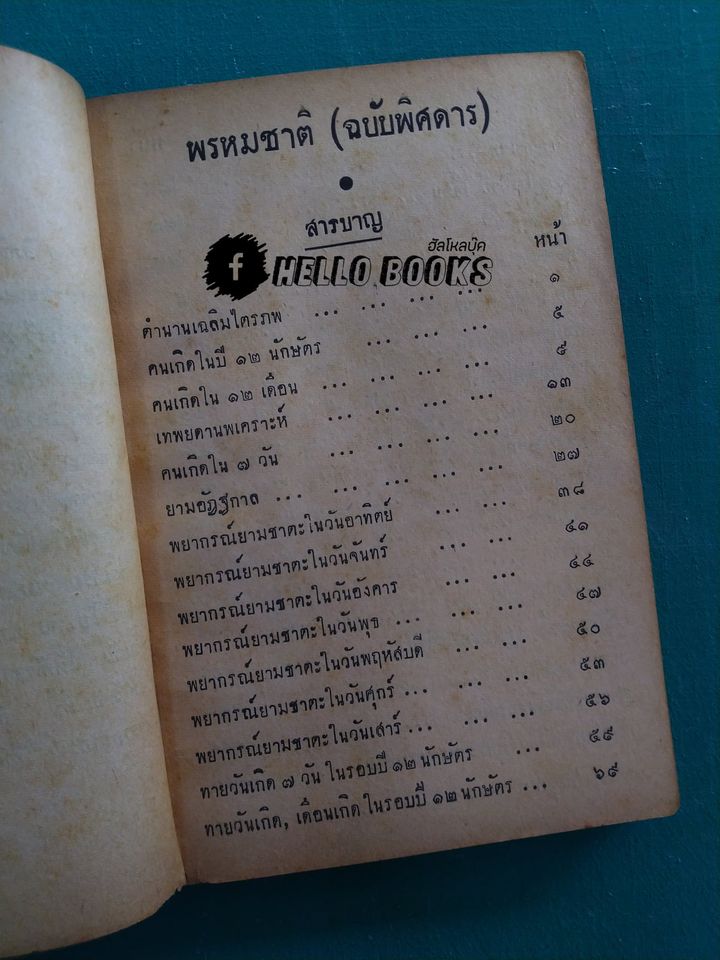 พรหมชาติ (ฉบับพิศดาร)
สารบาญ
หน้า
f ฮัลโหลบุ๊ค
HELLO BOOKS
ตำนานเฉลิมไตรภพ ... ... ... ... ๑
คนเกิดในปี ๑๒ นักษัตร ... ... ... ๕
คนเกิดใน ๑๒ เดือน ... ... ... ... ๙
เทพยดานพเคราะห์ ... ... ... ... ๑๓
คนเกิดใน ๗ วัน ... ... ... ... ๒๐
ยามอัฏฐกาล ... ... ... ... ... ๒๗
พยากรณ์ยามชาตะในวันอาทิตย์ ... ... ๓๘
พยากรณ์ยามชาตะในวันจันทร์ ... ... ๔๑
พยากรณ์ยามชาตะในวันอังคาร ... ... ๔๔
พยากรณ์ยามชาตะในวันพุธ ... ... ... ๔๗
พยากรณ์ยามชาตะในวันพฤหัสบดี ... ... ๕๐
พยากรณ์ยามชาตะในวันศุกร์ ... ... ... ๕๓
พยากรณ์ยามชาตะในวันเสาร์ ... ... ... ๕๖
ทายวันเกิด ๗ วัน ในรอบปี ๑๒ นักษัตร ... ๕๙
ทายวันเกิด, เดือนเกิด ในรอบปี ๑๒ นักษัตร ... ๖๙